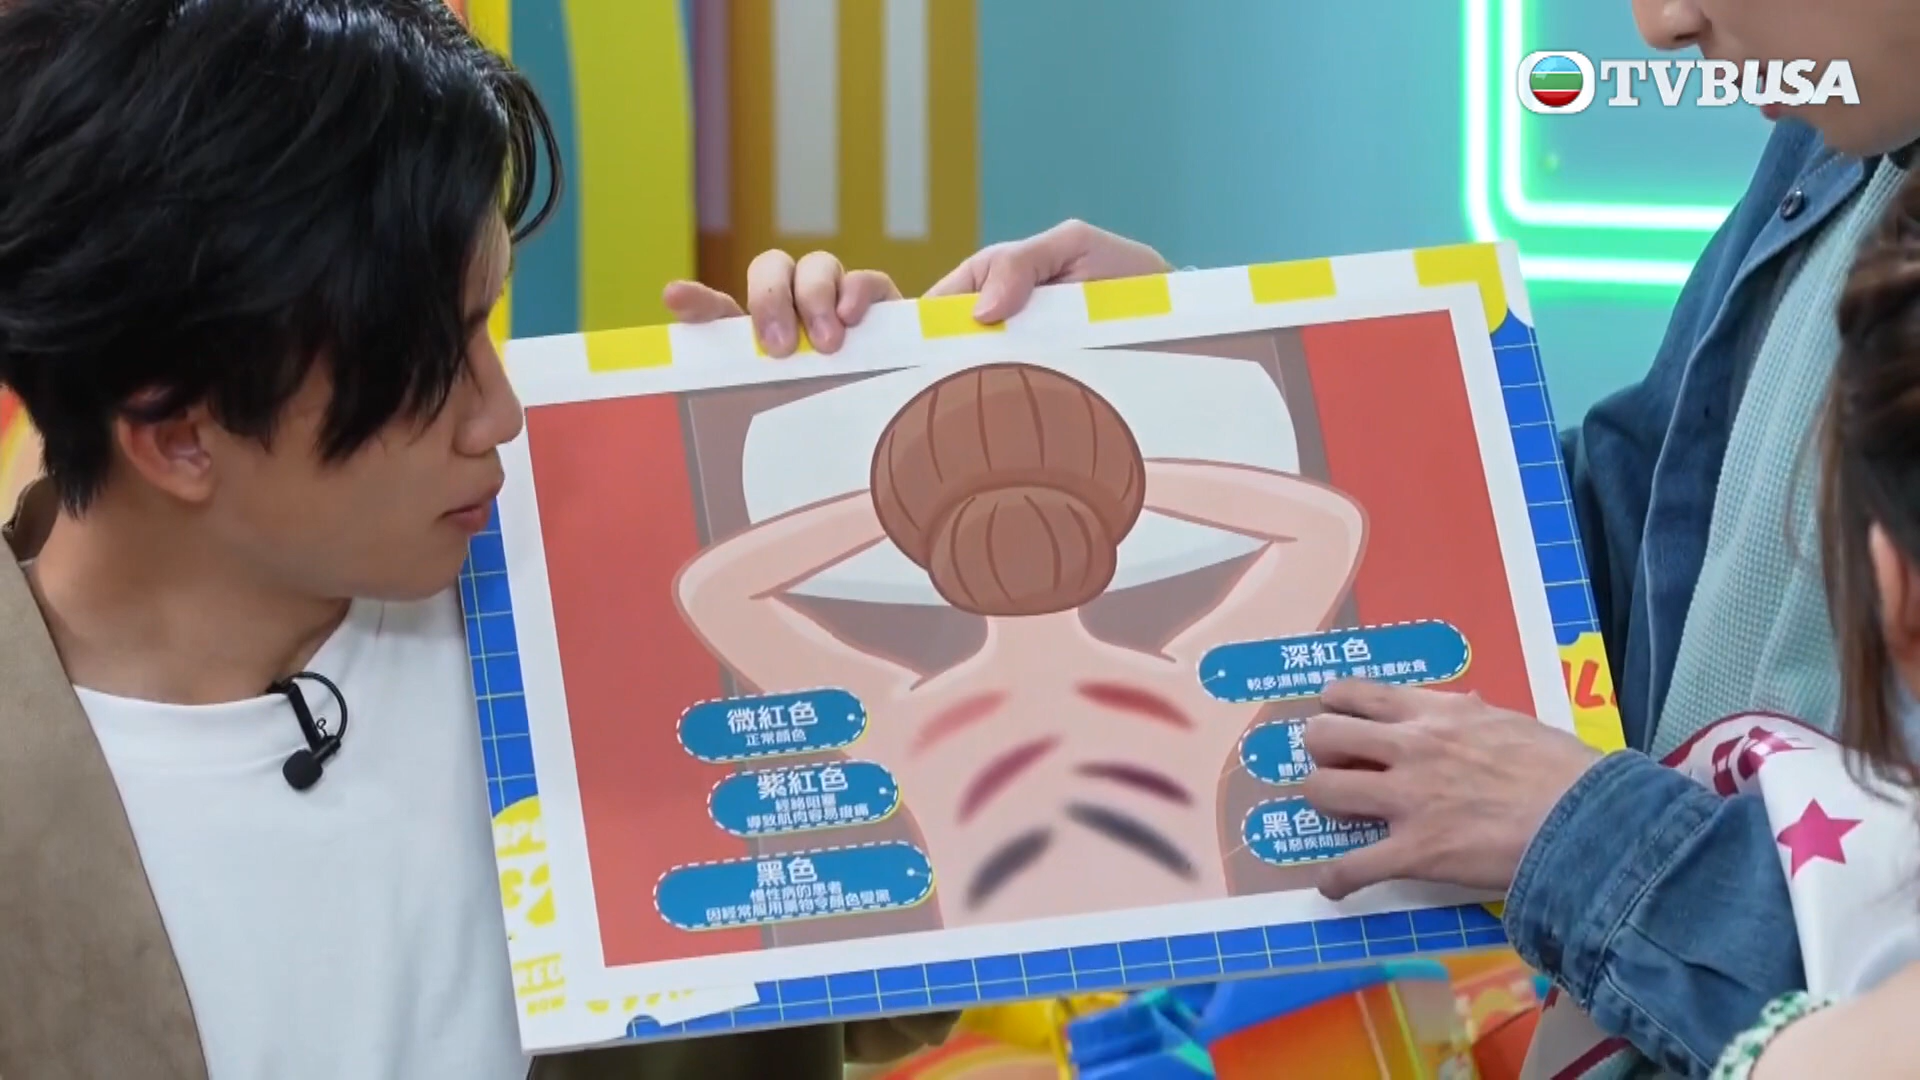 TVBUSA
深紅色
較多濕熱毒素，要注意飲食
微紅色
正常顏色
紫紅色
經絡阻塞
導致肌肉容易痠痛
體內
黑色
有惡疾問題病情
黑色
慢性病的患者
因經常服用藥物令顏色變黑